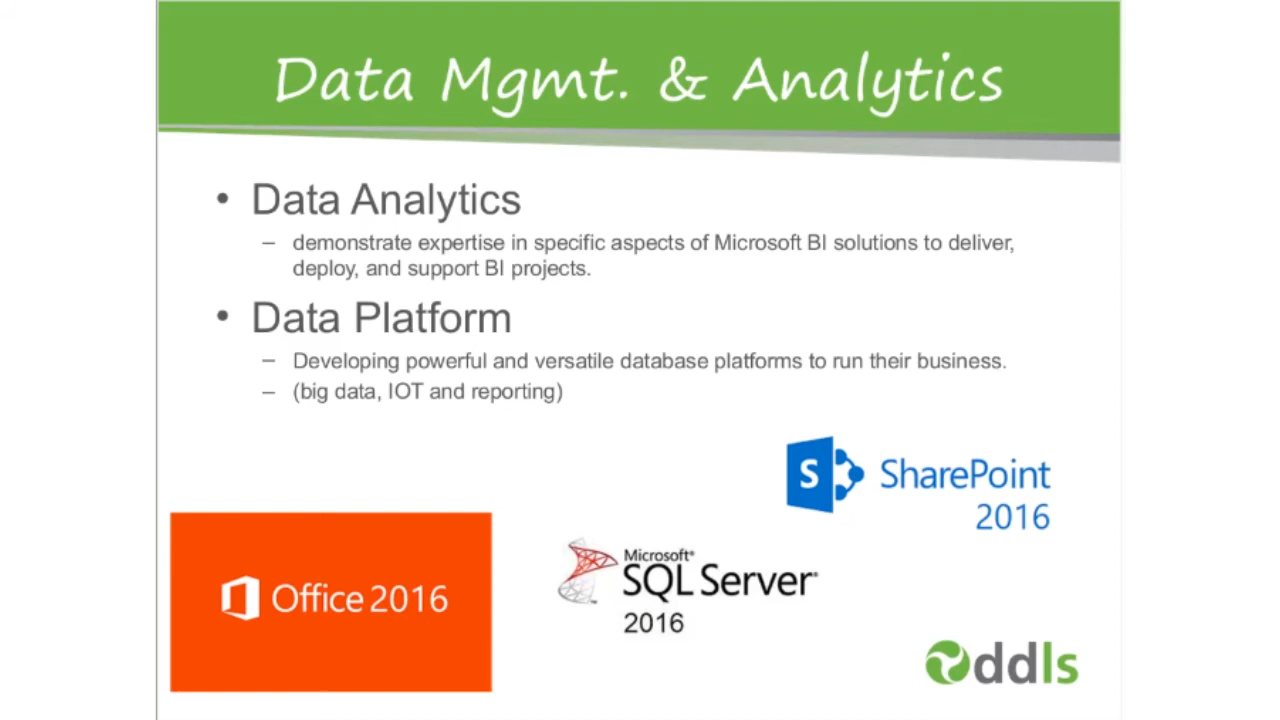 Data Mgmt. & Analytics
• Data Analytics
– demonstrate expertise in specific aspects of Microsoft BI solutions to deliver,
deploy, and support BI projects.
• Data Platform
– Developing powerful and versatile database platforms to run their business.
– (big data, IOT and reporting)
S SharePoint
2016
Office 2016
Microsoft®
SQL Server®
2016
ddls